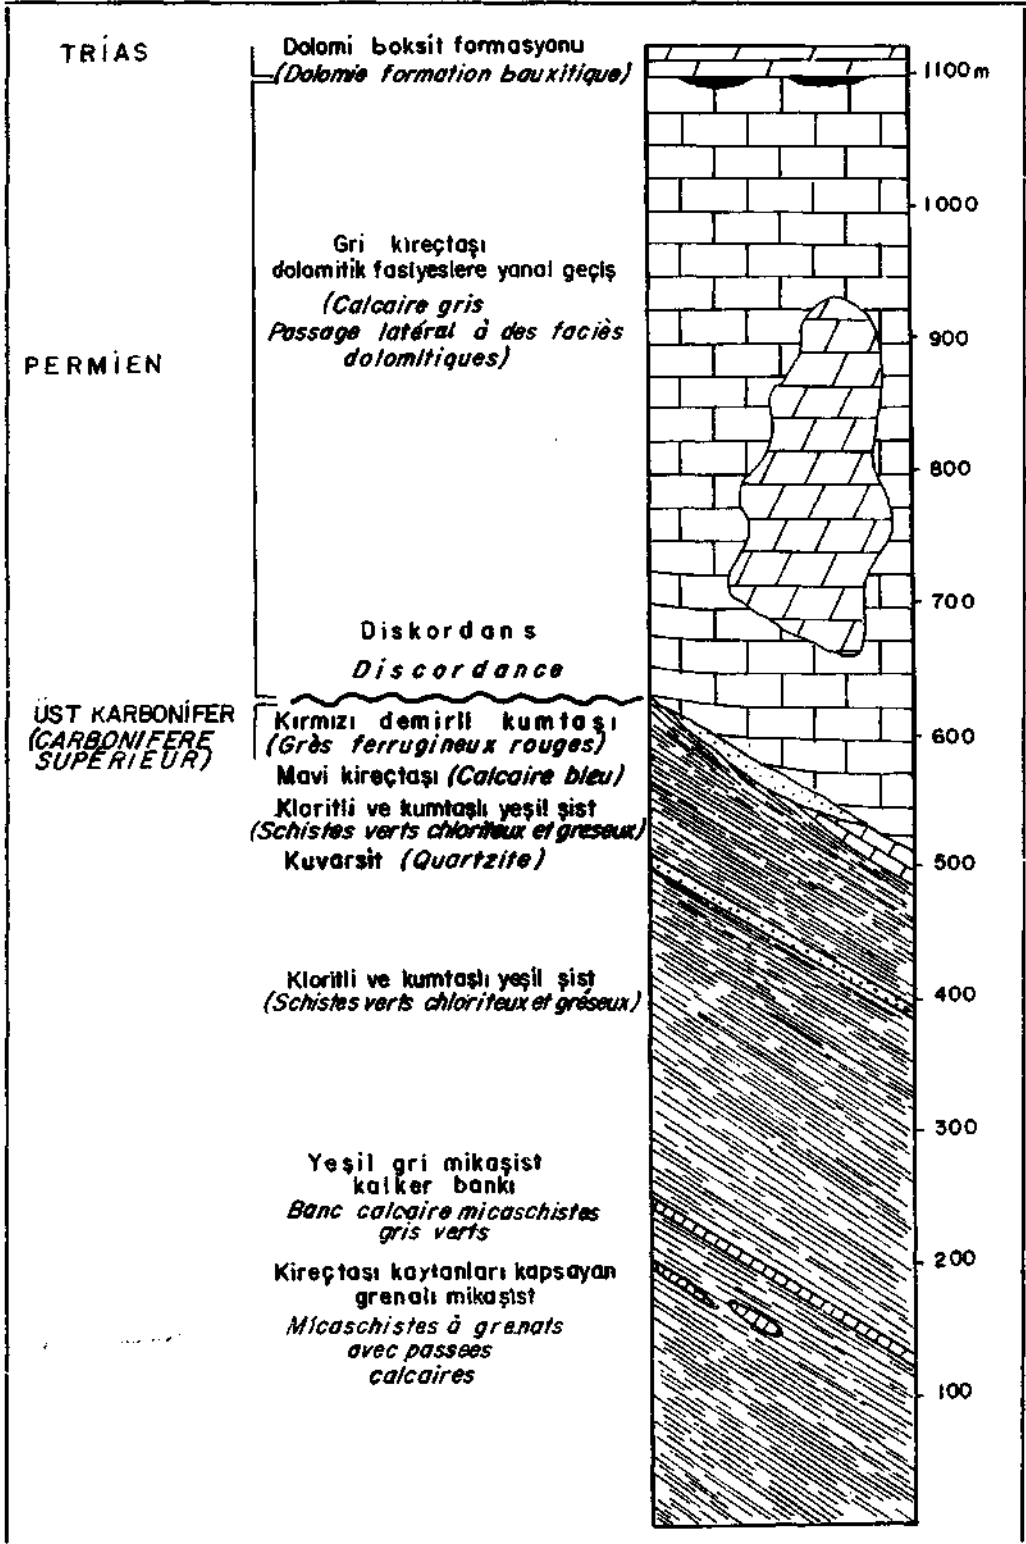 TRİAS
Dolomi boksit formasyonu
(Dolomie formation bauxitique)
Gri kireçtaşı
dolomitik fasiyeslere yanal geçiş
(Calcaire gris
Passage latéral à des faciès
dolomitiques)
PERMİEN
Diskordans
Discordance
ÜST KARBONİFER
(CARBONIFERE
SUPÉRIEUR)
Kırmızı demirli kumtaşı
(Grès ferrugineux rouges)
Mavi kireçtaşı (Calcaire bleu)
Kloritli ve kumtaşlı yeşil şist
(Schistes verts chloriteux et greseux)
Kuvarsit (Quartzite)
Kloritli ve kumtaşlı yeşil şist
(Schistes verts chloriteux et gréseux)
Yeşil gri mikaşist
kalker bankı
Banc calcaire micaschistes
gris verts
Kireçtası kaytanları kapsayan
grenalı mikaşist
Micaschistes à grenats
avec passees
calcaires
1100m
1000
900
800
700
600
500
400
300
200
100